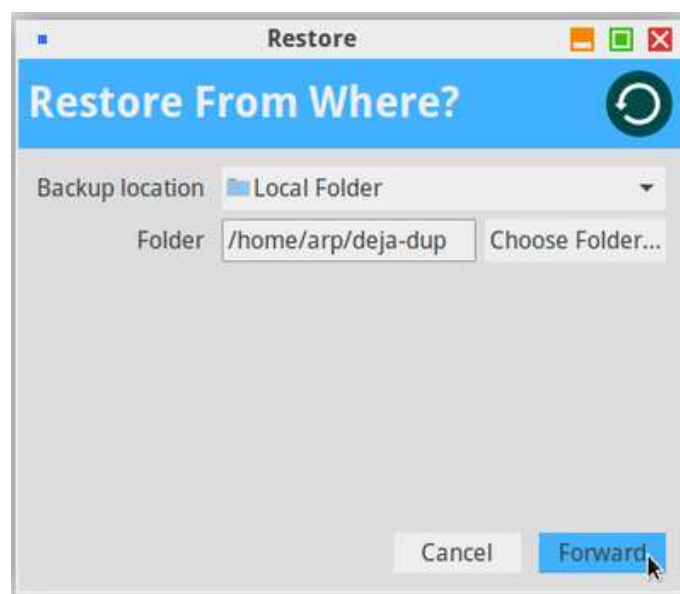 Restore
Restore From Where?
Backup location Local Folder
Folder /home/arp/deja-dup Choose Folder...
Cancel Forward